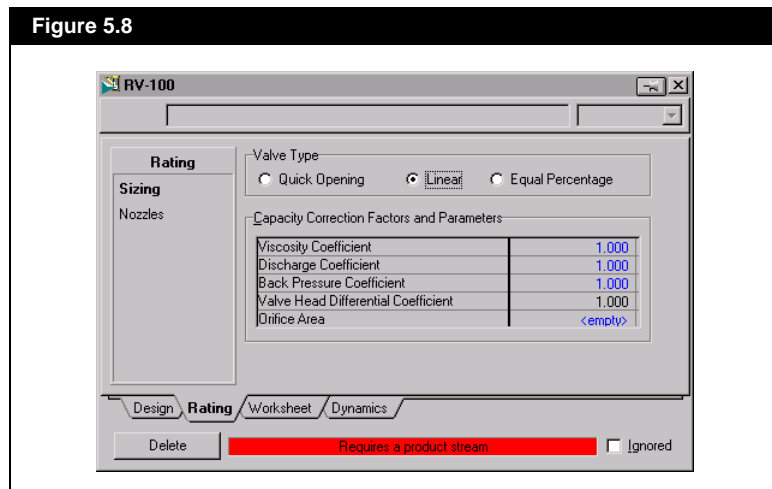 Figure 5.8
RV-100
Rating
Sizing
Nozzles
Valve Type
Quick Opening Linear Equal Percentage
Capacity Correction Factors and Parameters
Viscosity Coefficient 1.000
Discharge Coefficient 1.000
Back Pressure Coefficient 1.000
Valve Head Differential Coefficient 1.000
Orifice Area <empty>
Design Rating Worksheet Dynamics
Delete Requires a product stream Ignored